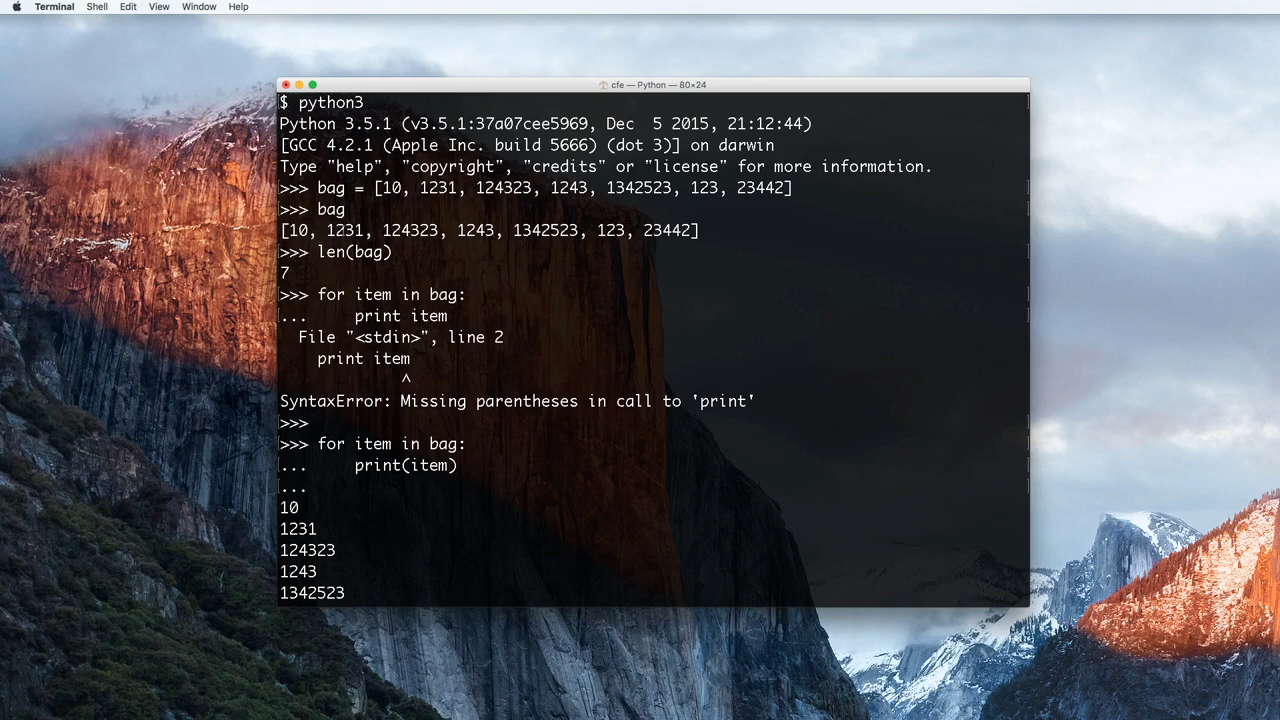 Terminal Shell Edit View Window Help
cfe — Python — 80×24
$ python3
Python 3.5.1 (v3.5.1:37a07cee5969, Dec  5 2015, 21:12:44)
[GCC 4.2.1 (Apple Inc. build 5666) (dot 3)] on darwin
Type "help", "copyright", "credits" or "license" for more information.
>>> bag = [10, 1231, 124323, 1243, 1342523, 123, 23442]
>>> bag
[10, 1231, 124323, 1243, 1342523, 123, 23442]
>>> len(bag)
7
>>> for item in bag:
...     print item
  File "<stdin>", line 2
    print item
             ^
SyntaxError: Missing parentheses in call to 'print'
>>>
>>> for item in bag:
...     print(item)
...
10
1231
124323
1243
1342523